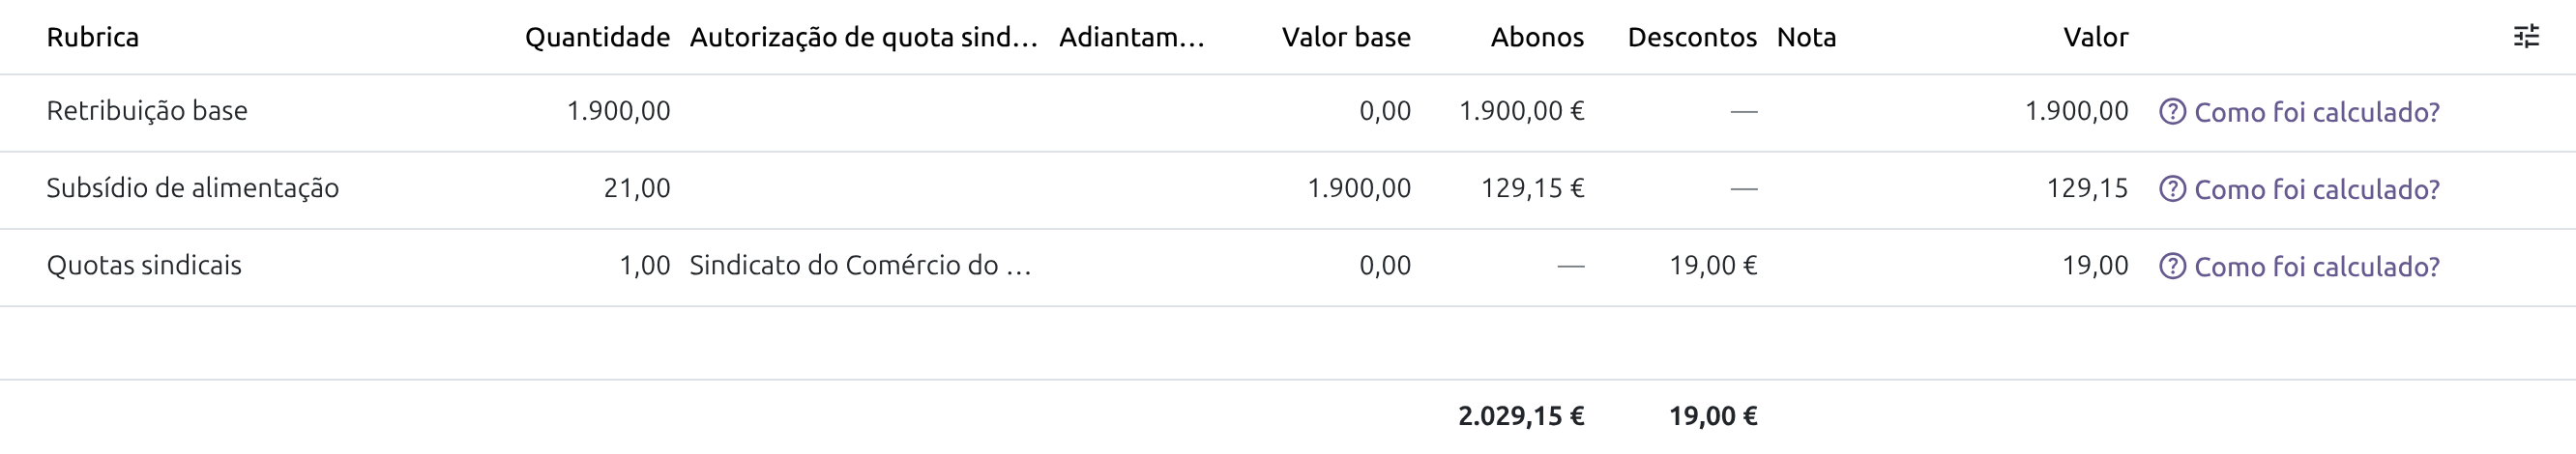 Rubrica Quantidade Autorização de quota sind... Adiantam... Valor base Abonos Descontos Nota Valor
Retribuição base 1.900,00 0,00 1.900,00 € — 1.900,00 Como foi calculado?
Subsídio de alimentação 21,00 1.900,00 129,15 € — 129,15 Como foi calculado?
Quotas sindicais 1,00 Sindicato do Comércio do ... 0,00 — 19,00 € 19,00 Como foi calculado?
2.029,15 € 19,00 €